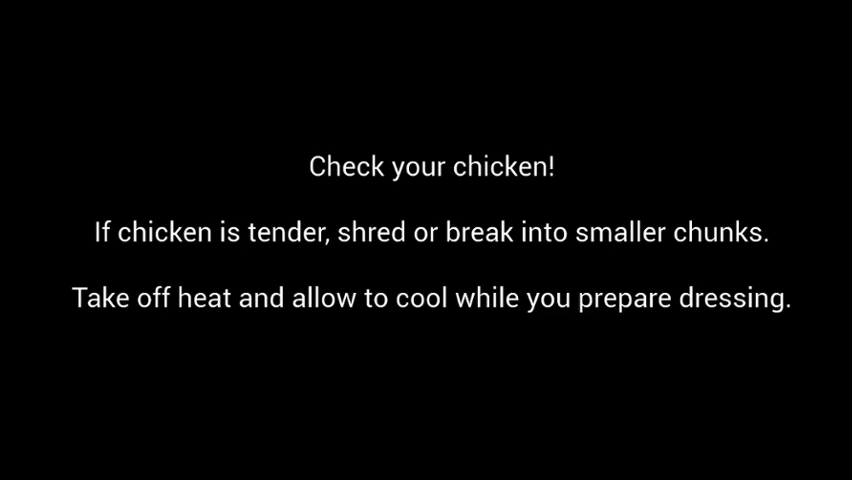 Check your chicken!
If chicken is tender, shred or break into smaller chunks.
Take off heat and allow to cool while you prepare dressing.